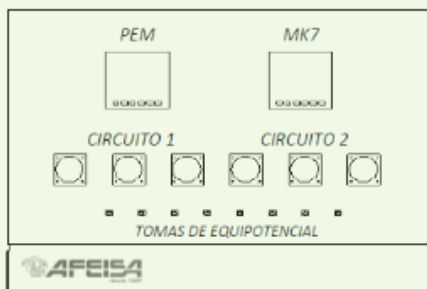 PEM MK7
CIRCUITO 1 CIRCUITO 2
TOMAS DE EQUIPOTENCIAL
AFEISA